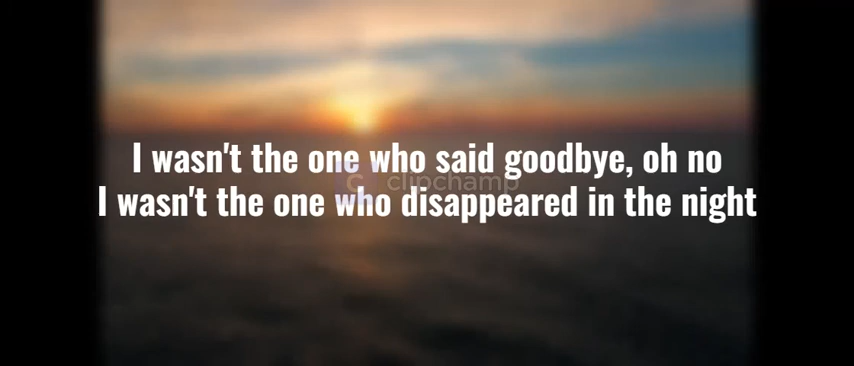 I wasn't the one who said goodbye, oh no
clipchamp
I wasn't the one who disappeared in the night